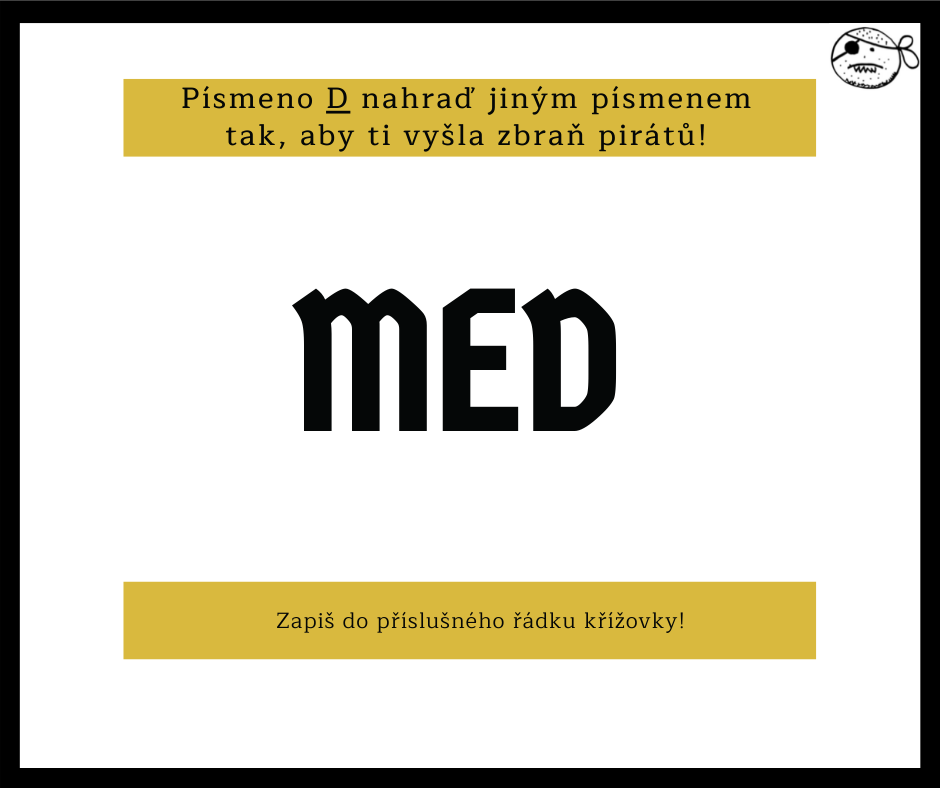 Písmeno D nahraď jiným písmenem
tak, aby ti vyšla zbraň pirátů!
MED
Zapiš do příslušného řádku křížovky!